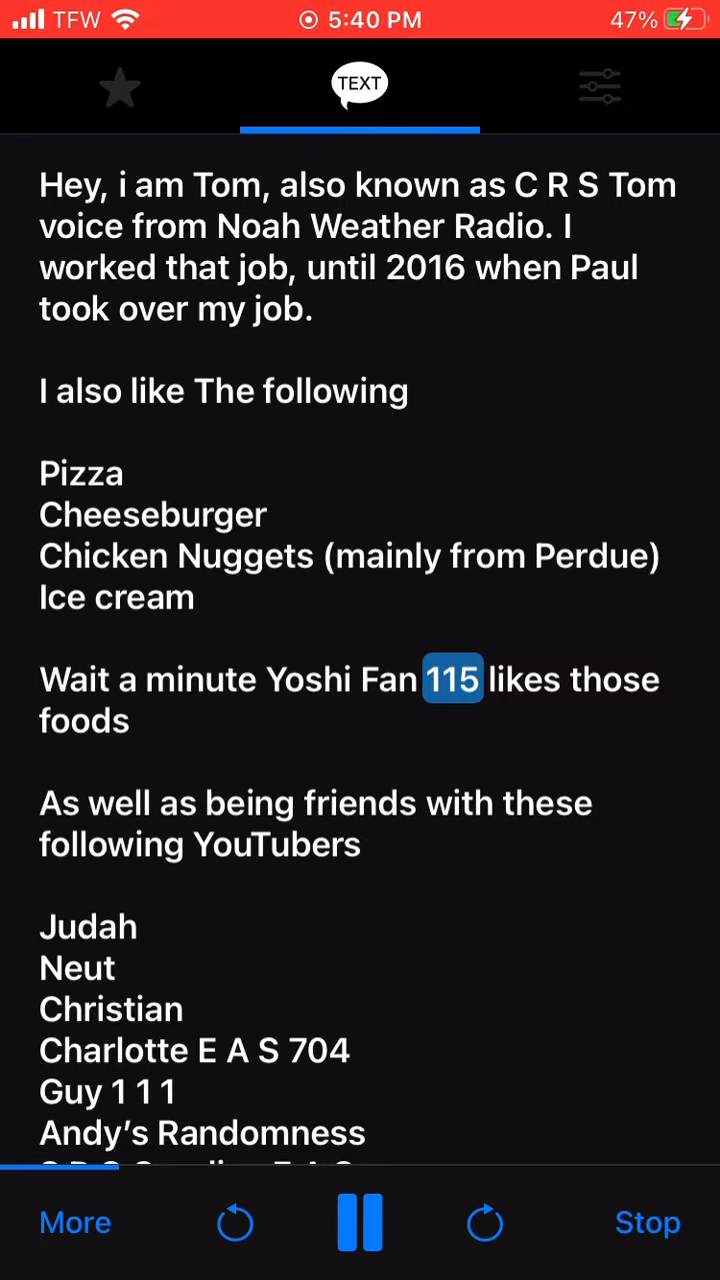 TFW 5:40 PM 47%
TEXT
Hey, i am Tom, also known as C R S Tom
voice from Noah Weather Radio. I
worked that job, until 2016 when Paul
took over my job.
I also like The following
Pizza
Cheeseburger
Chicken Nuggets (mainly from Perdue)
Ice cream
Wait a minute Yoshi Fan 115 likes those
foods
As well as being friends with these
following YouTubers
Judah
Neut
Christian
Charlotte E A S 704
Guy 1 1 1
Andy’s Randomness
More Stop